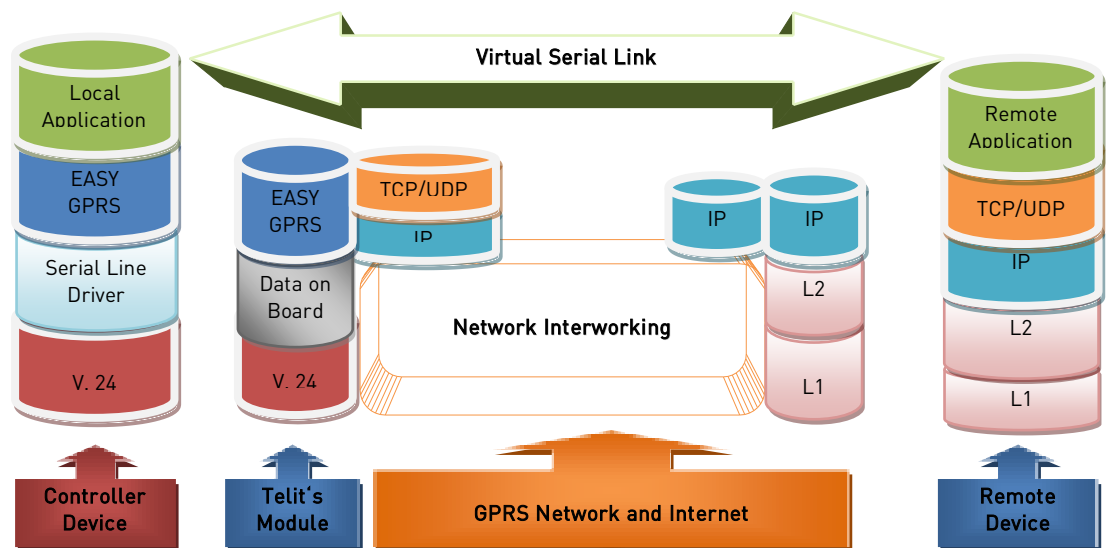 Virtual Serial Link
Local
Application
EASY
GPRS
Serial Line
Driver
V. 24
EASY
GPRS
Data on
Board
V. 24
TCP/UDP
IP
Network Interworking
IP
IP
L2
L1
Remote
Application
TCP/UDP
IP
L2
L1
Controller
Device
Telit‘s
Module
GPRS Network and Internet
Remote
Device